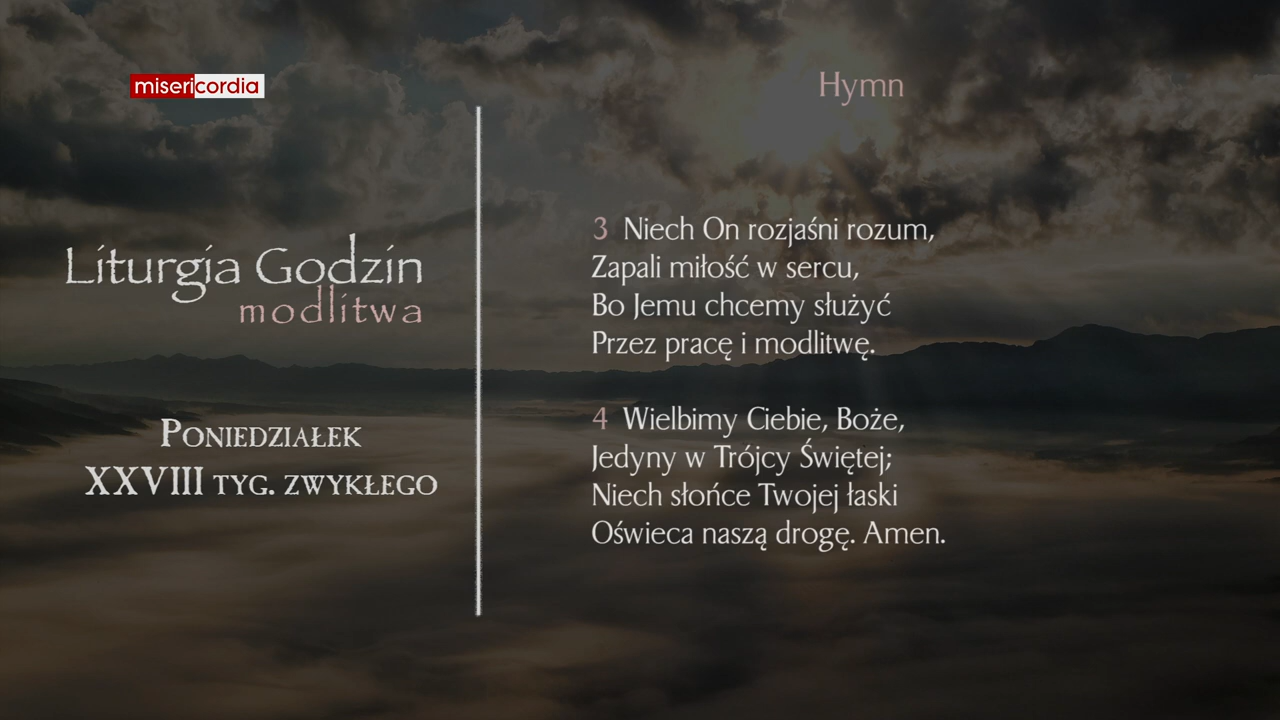 misericordia
Liturgia Godzin
modlitwa
Poniedziałek
XXVIII tyg. zwykłego
Hymn
3 Niech On rozjaśni rozum,
Zapali miłość w sercu,
Bo Jemu chcemy służyć
Przez pracę i modlitwę.
4 Wielbimy Ciebie, Boże,
Jedyny w Trójcy Świętej;
Niech słońce Twojej łaski
Oświeca naszą drogę. Amen.